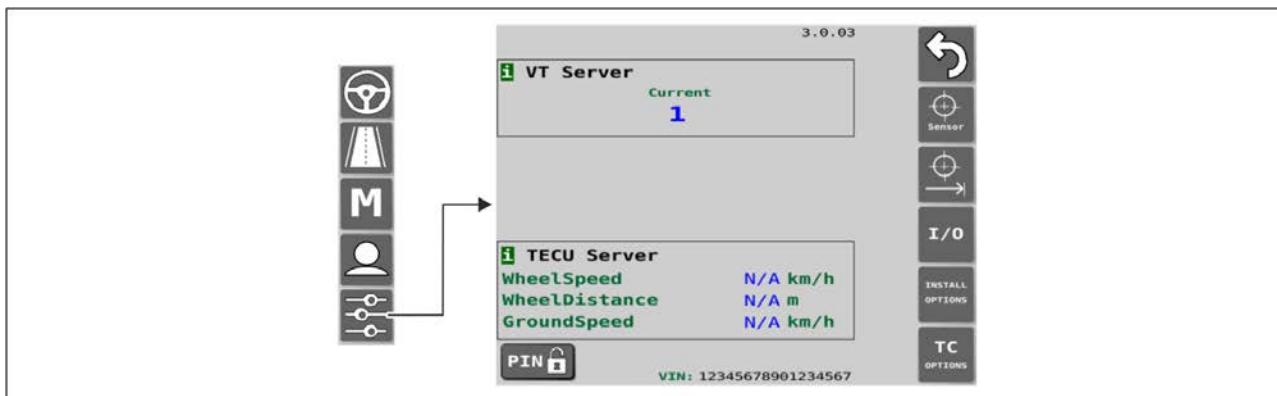 3.0.03
i VT Server
Current
1
Sensor
M
I/O
i TECU Server
WheelSpeed N/A km/h
WheelDistance N/A m
GroundSpeed N/A km/h
INSTALL
OPTIONS
TC
OPTIONS
PIN
VIN: 12345678901234567